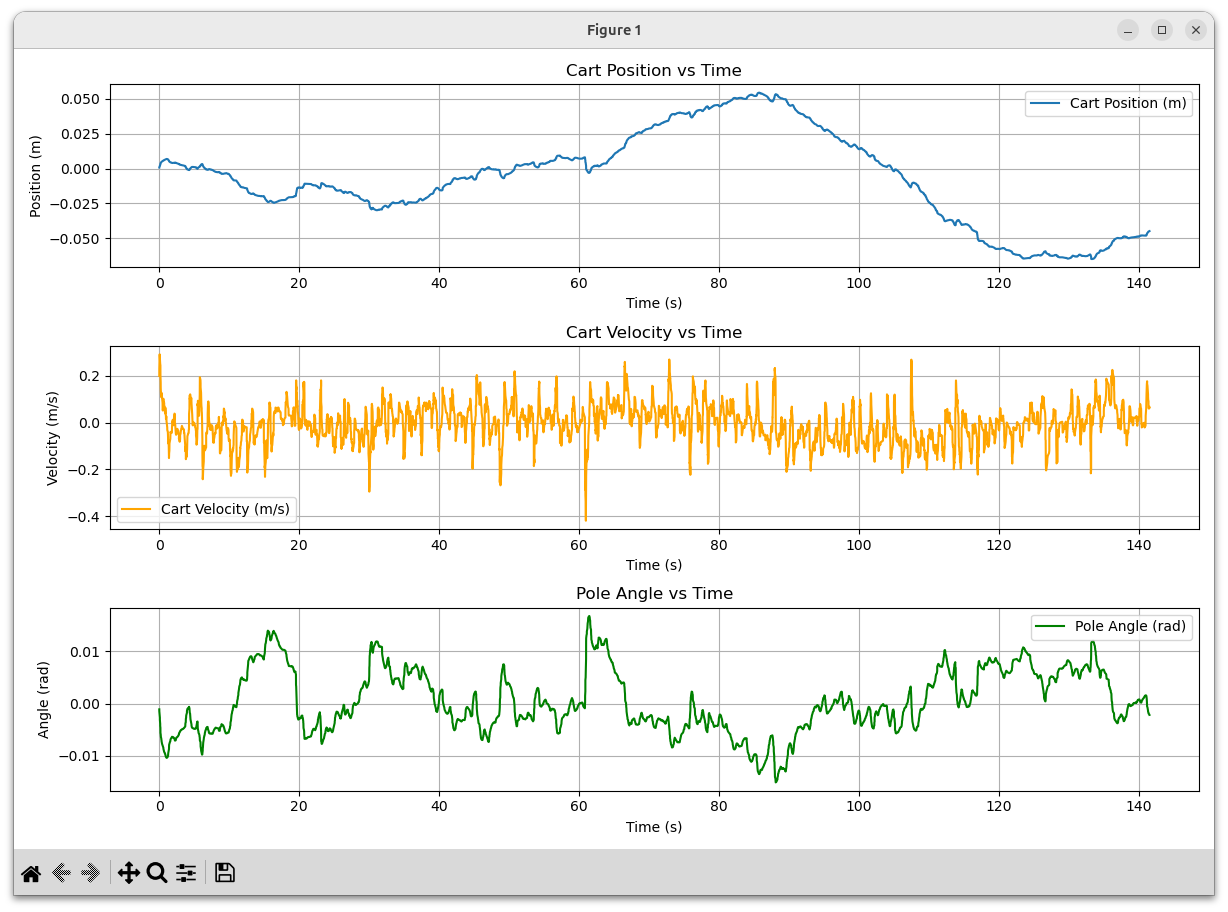 Figure 1
Cart Position vs Time
Position (m)
0.050
0.025
0.000
−0.025
−0.050
Cart Position (m)
0 20 40 60 80 100 120 140
Time (s)
Cart Velocity vs Time
Velocity (m/s)
0.2
0.0
−0.2
−0.4
Cart Velocity (m/s)
0 20 40 60 80 100 120 140
Time (s)
Pole Angle vs Time
Angle (rad)
0.01
0.00
−0.01
Pole Angle (rad)
0 20 40 60 80 100 120 140
Time (s)